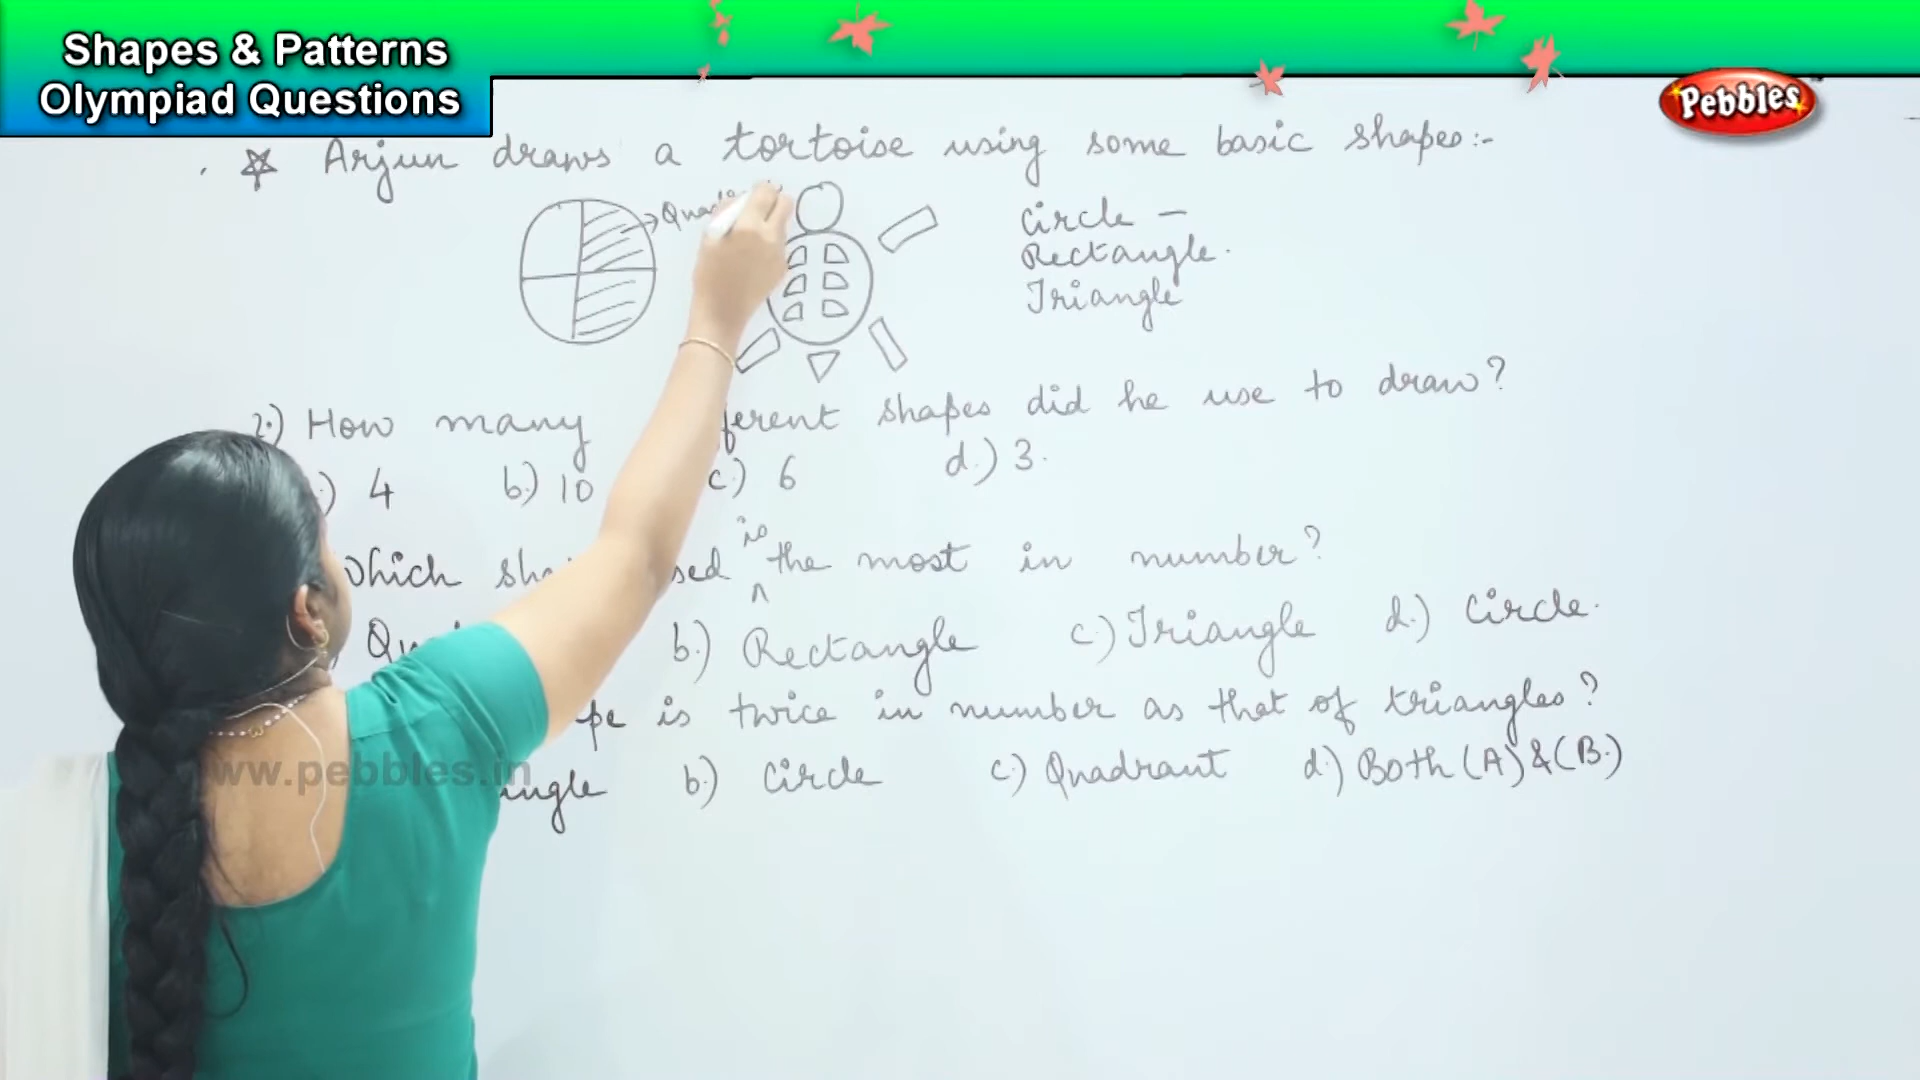 Shapes & Patterns
Olympiad Questions
Pebbles
Arjun draws a tortoise using some basic shapes:-
Circle -
Rectangle.
Triangle
2.) How many shapes did he use to draw?
4 b.) 10 c.) 6 d.) 3.
is
Which the most in number?
b.) Rectangle c.) Triangle d.) Circle.
is twice in number as that of triangles?
b.) Circle c.) Quadrant d.) Both (A) & (B.)
www.pebbles.in